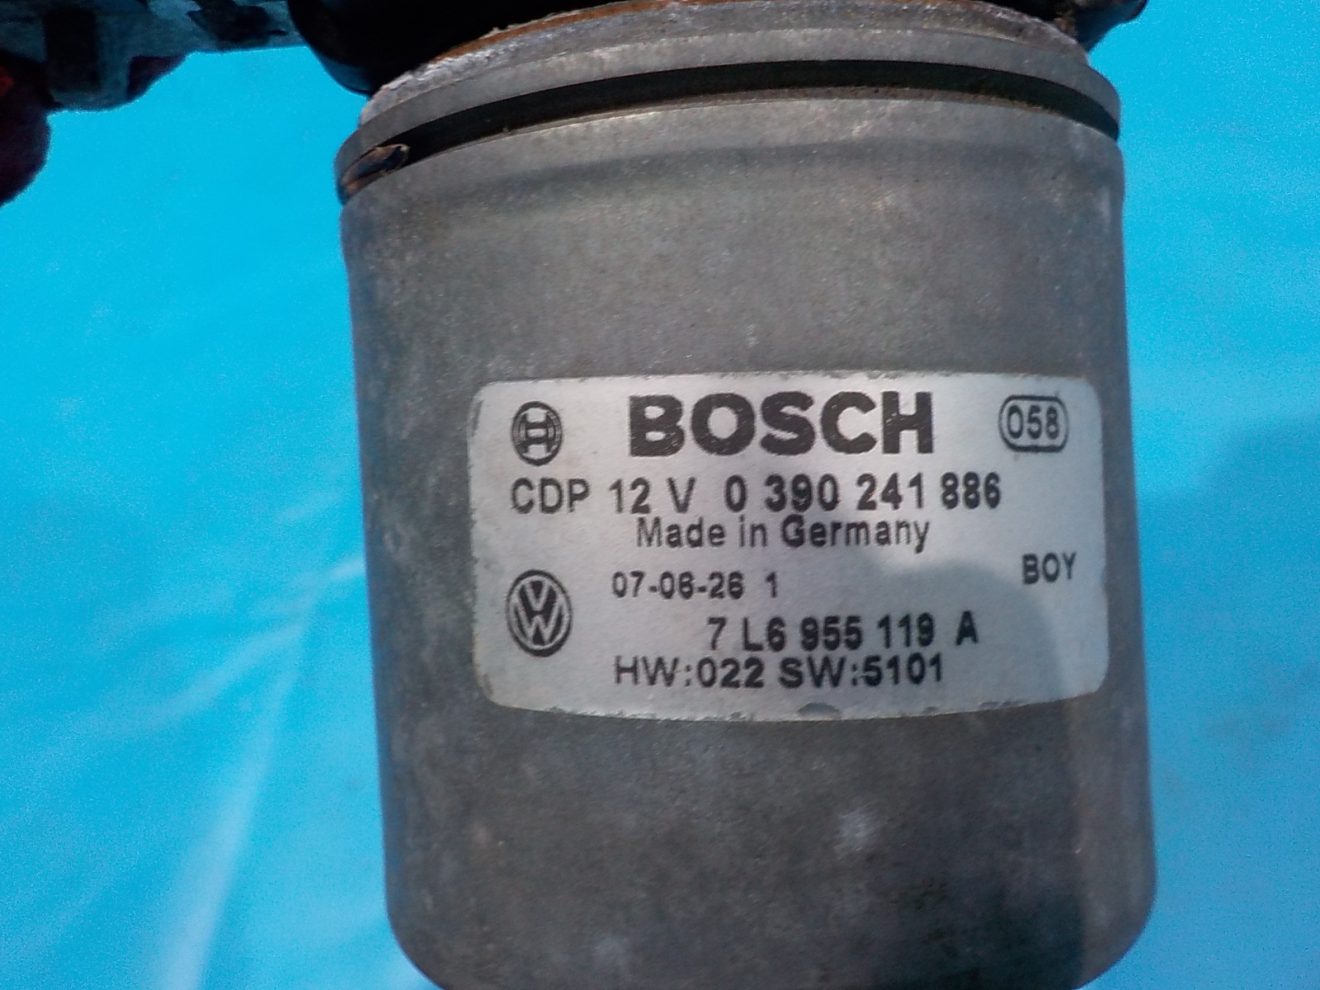 BOSCH 058
CDP 12 V 0 390 241 886
Made in Germany
07-06-26 1 BOY
7 L6 955 119 A
HW:022 SW:5101